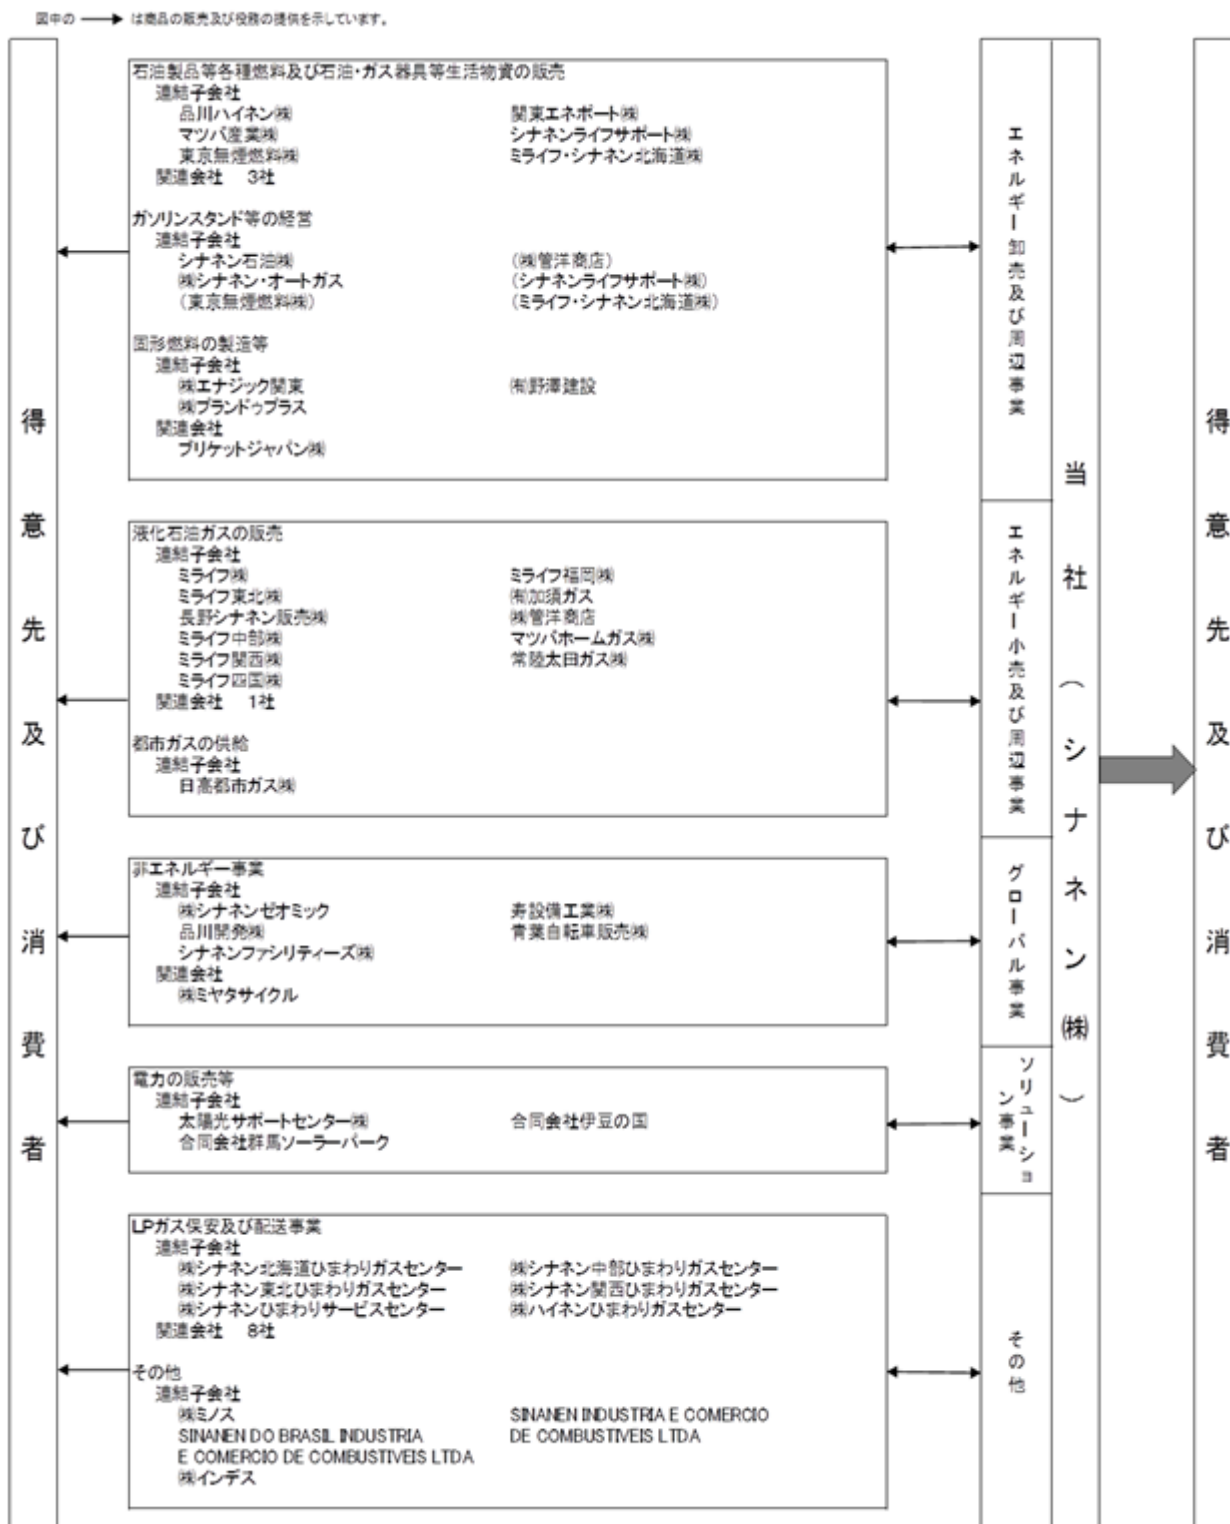 図中の → は商品の販売及び役務の提供を示しています。
得意先及び消費者
石油製品等各種燃料及び石油・ガス器具等生活物資の販売
連結子会社
品川ハイネン㈱ 関東エネポート㈱
マツバ産業㈱ シナネンライフサポート㈱
東京無煙燃料㈱ ミライフ・シナネン北海道㈱
関連会社 3社
ガソリンスタンド等の経営
連結子会社
シナネン石油㈱ (㈱管洋商店)
㈱シナネン・オートガス (シナネンライフサポート㈱)
(東京無煙燃料㈱) (ミライフ・シナネン北海道㈱)
固形燃料の製造等
連結子会社
㈱エナジック関東 ㈲野澤建設
㈱ブランドゥプラス
関連会社
ブリケットジャパン㈱
エネルギー卸売及び周辺事業
液化石油ガスの販売
連結子会社
ミライフ㈱ ミライフ福岡㈱
ミライフ東北㈱ ㈲加須ガス
長野シナネン販売㈱ ㈱管洋商店
ミライフ中部㈱ マツバホームガス㈱
ミライフ関西㈱ 常陸太田ガス㈱
ミライフ四国㈱
関連会社 1社
都市ガスの供給
連結子会社
日高都市ガス㈱
エネルギー小売及び周辺事業
非エネルギー事業
連結子会社
㈱シナネンゼオミック 寿設備工業㈱
品川開発㈱ 青葉自転車販売㈱
シナネンファシリティーズ㈱
関連会社
㈱ミヤタサイクル
グローバル事業
電力の販売等
連結子会社
太陽光サポートセンター㈱ 合同会社伊豆の国
合同会社群馬ソーラーパーク
ソリューショ
ン事業
LPガス保安及び配送事業
連結子会社
㈱シナネン北海道ひまわりガスセンター ㈱シナネン中部ひまわりガスセンター
㈱シナネン東北ひまわりガスセンター ㈱シナネン関西ひまわりガスセンター
㈱シナネンひまわりサービスセンター ㈱ハイネンひまわりガスセンター
関連会社 8社
その他
連結子会社
㈱ミノス SINANEN INDUSTRIA E COMERCIO
SINANEN DO BRASIL INDUSTRIA DE COMBUSTIVEIS LTDA
E COMERCIO DE COMBUSTIVEIS LTDA
㈱インデス
その他
当社(シナネン㈱)
得意先及び消費者